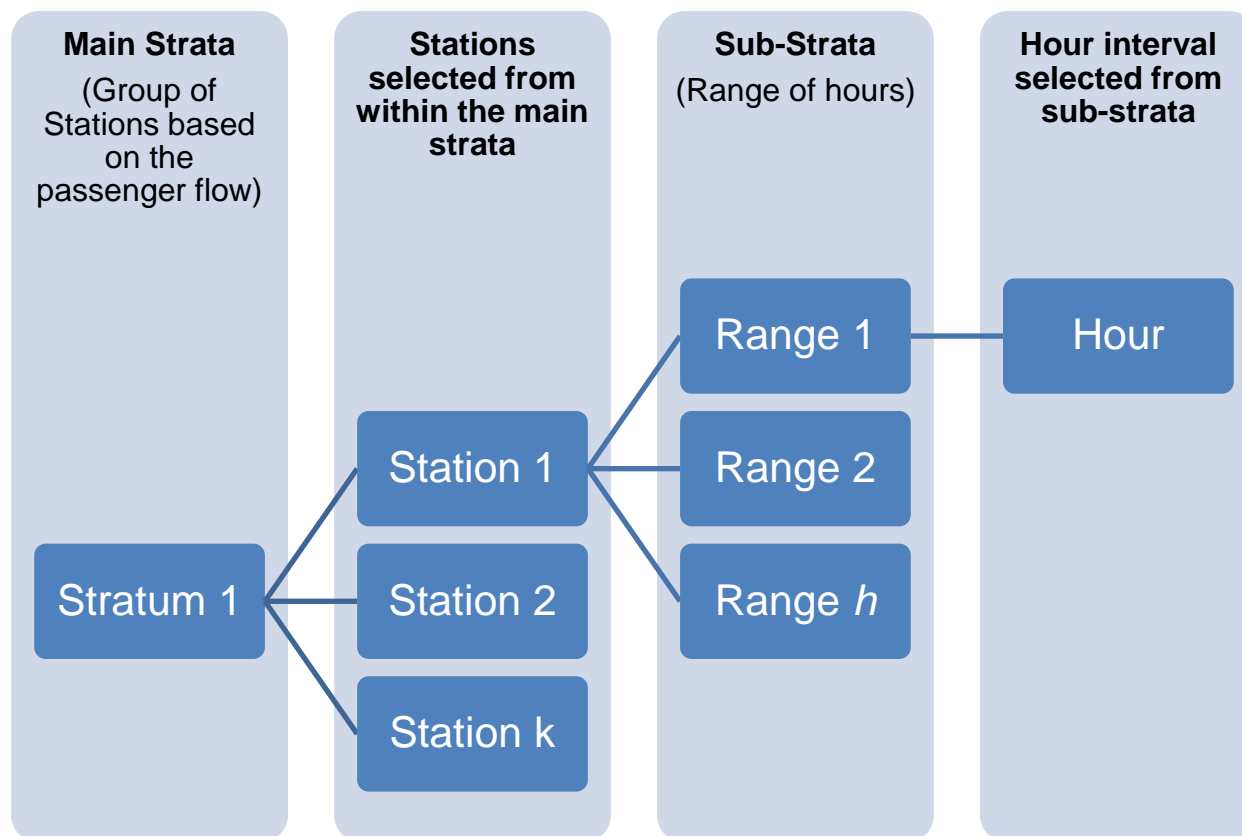 Main Strata
(Group of
Stations based
on the
passenger flow)
Stations
selected from
within the main
strata
Sub-Strata
(Range of hours)
Hour interval
selected from
sub-strata
Stratum 1
Station 1
Station 2
Station k
Range 1
Range 2
Range h
Hour